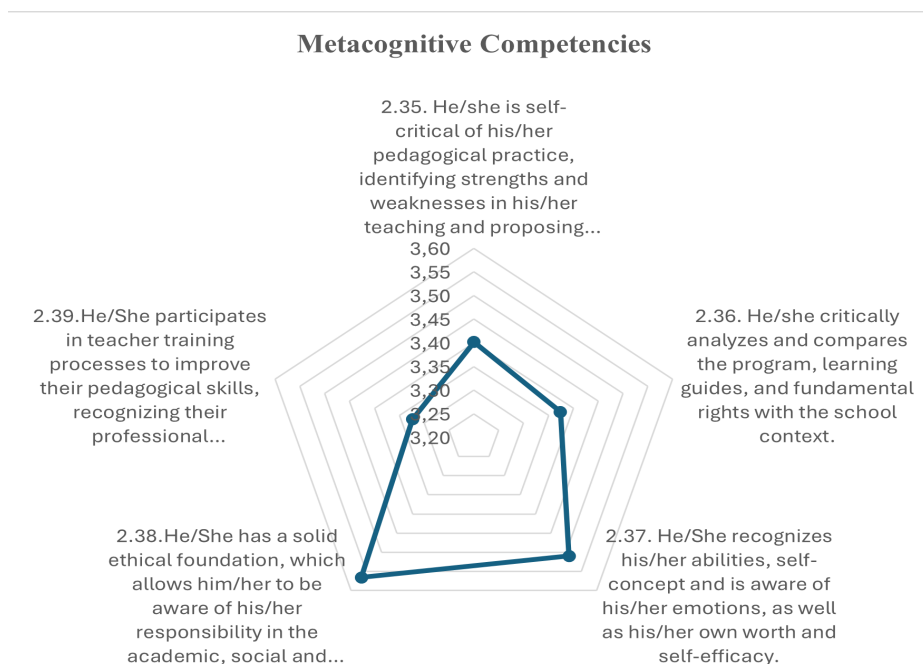 Metacognitive Competencies
2.35. He/she is self-
critical of his/her
pedagogical practice,
identifying strengths and
weaknesses in his/her
teaching and proposing...
3,60
3,55
3,50
3,45
3,40
3,35
3,30
3,25
3,20
2.36. He/she critically
analyzes and compares
the program, learning
guides, and fundamental
rights with the school
context.
2.37. He/She recognizes
his/her abilities, self-
concept and is aware of
his/her emotions, as well
as his/her own worth and
self-efficacy.
2.38.He/She has a solid
ethical foundation, which
allows him/her to be
aware of his/her
responsibility in the
academic, social and...
2.39.He/She participates
in teacher training
processes to improve
their pedagogical skills,
recognizing their
professional...